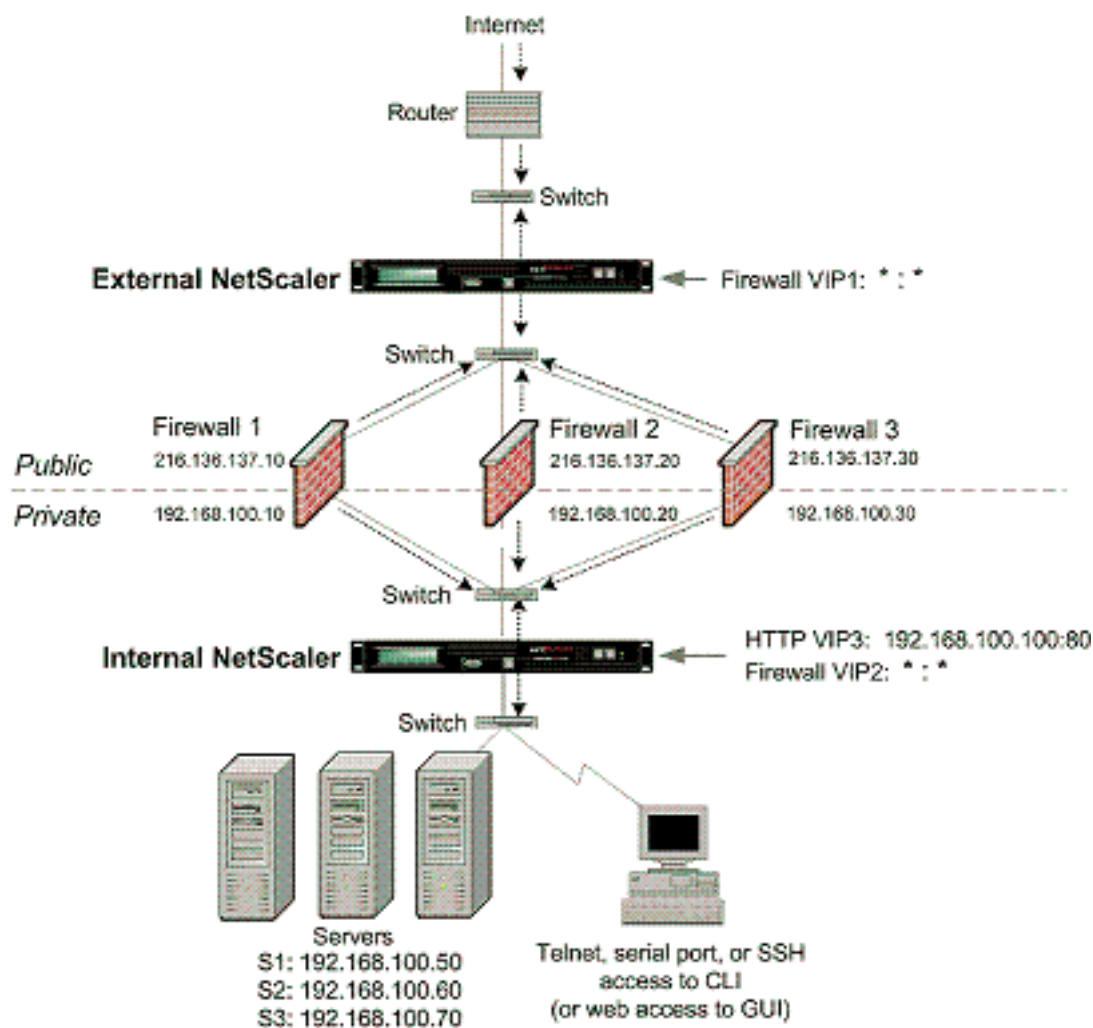 Internet
Router
Switch
External NetScaler
Firewall VIP1: * : *
Switch
Firewall 1
216.136.137.10
Firewall 2
216.136.137.20
Firewall 3
216.136.137.30
Public
Private
192.168.100.10
192.168.100.20
192.168.100.30
Switch
Internal NetScaler
HTTP VIP3: 192.168.100.100:80
Firewall VIP2: * : *
Switch
Servers
S1: 192.168.100.50
S2: 192.168.100.60
S3: 192.168.100.70
Telnet, serial port, or SSH
access to CLI
(or web access to GUI)